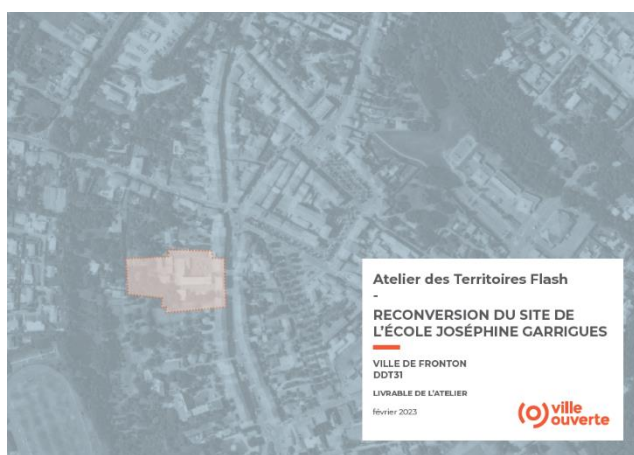 Atelier des Territoires Flash
-
RECONVERSION DU SITE DE
L'ÉCOLE JOSÉPHINE GARRIGUES
VILLE DE FRONTON
DDT31
LIVRABLE DE L'ATELIER
février 2023
ville
ouverte